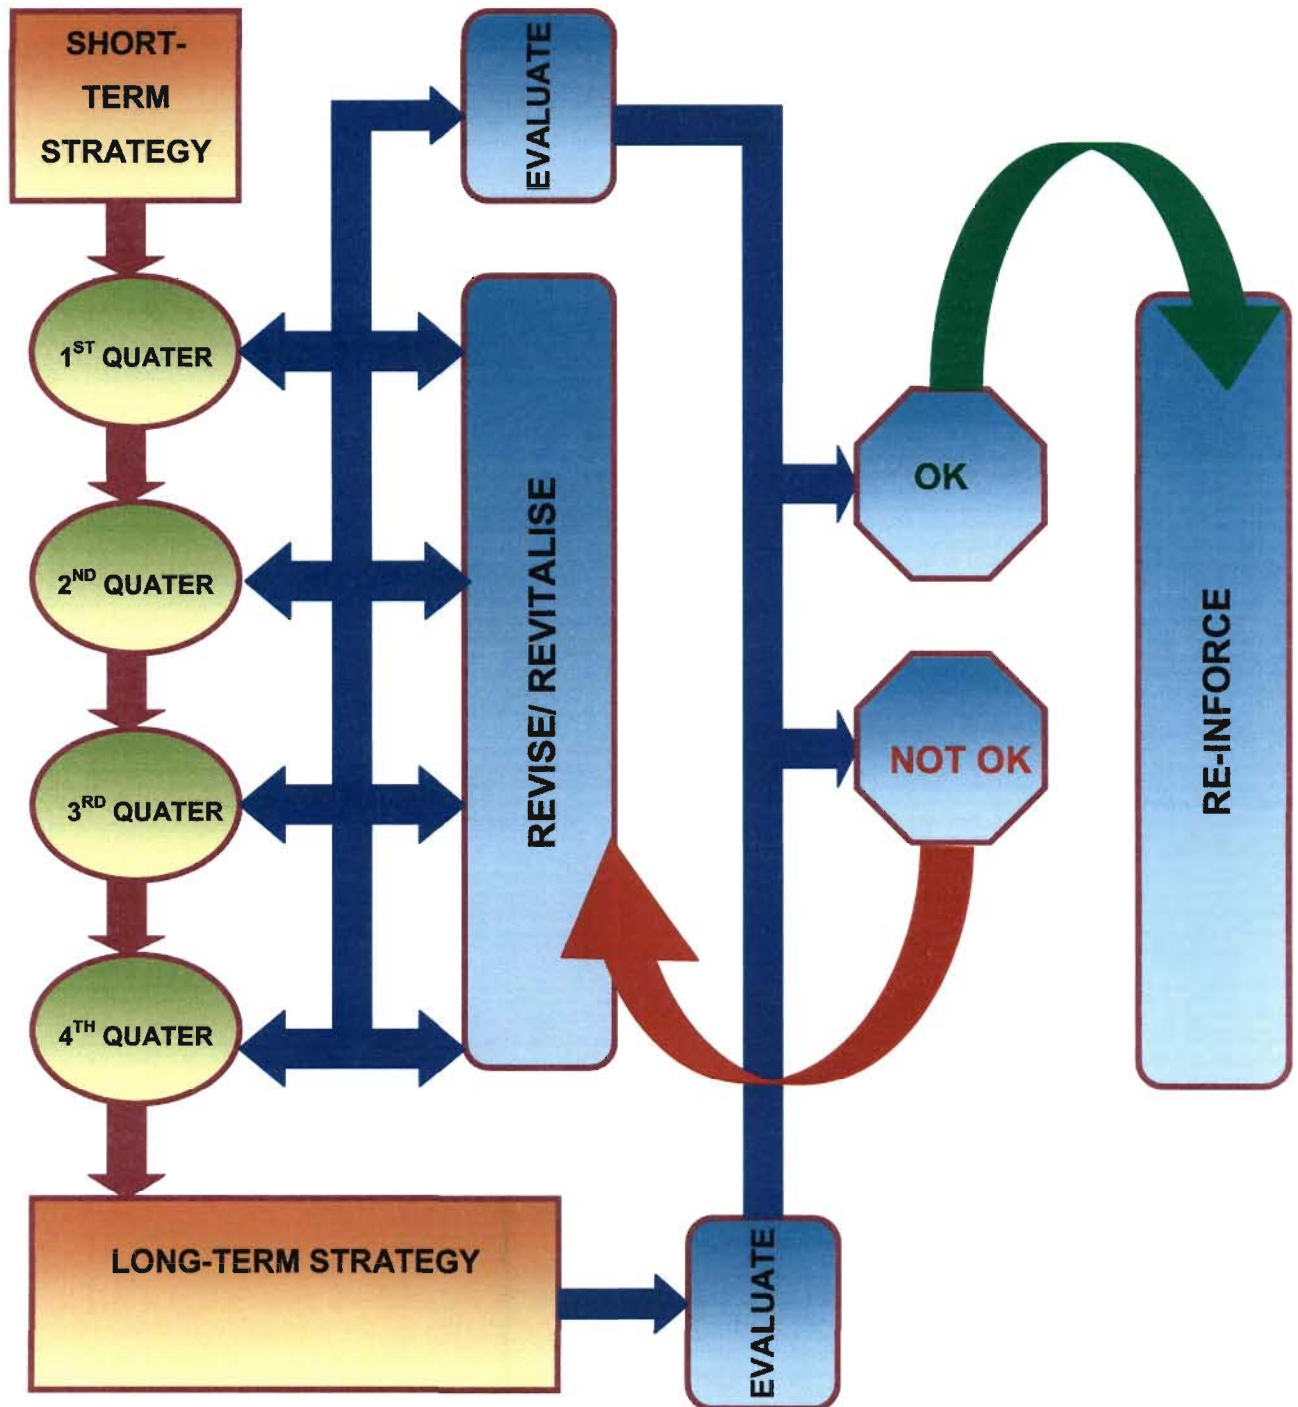 SHORT-
TERM
STRATEGY
EVALUATE
1ST QUATER
2ND QUATER
3RD QUATER
4TH QUATER
REVISE/ REVITALISE
OK
NOT OK
RE-INFORCE
LONG-TERM STRATEGY
EVALUATE